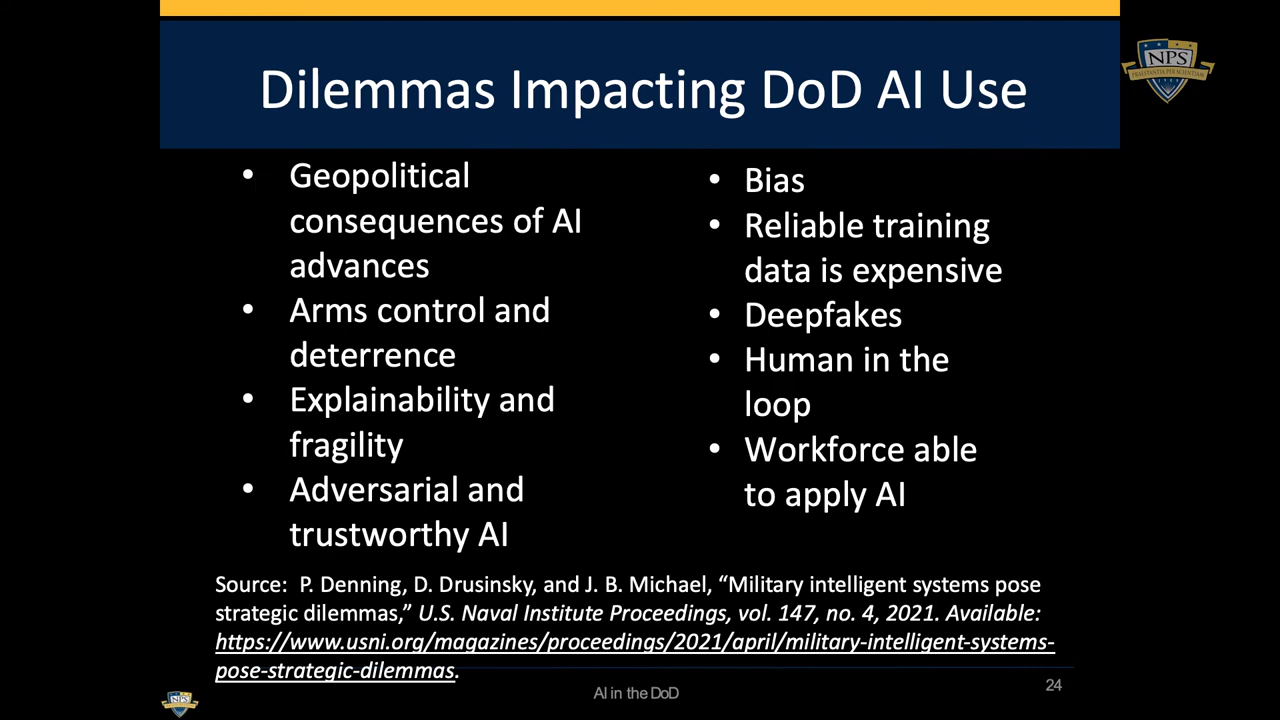 Dilemmas Impacting DoD AI Use
NPS
PRAESTANTIA PER SCIENTIAM
• Geopolitical
consequences of AI
advances
• Arms control and
deterrence
• Explainability and
fragility
• Adversarial and
trustworthy AI
• Bias
• Reliable training
data is expensive
• Deepfakes
• Human in the
loop
• Workforce able
to apply AI
Source: P. Denning, D. Drusinsky, and J. B. Michael, “Military intelligent systems pose
strategic dilemmas,” U.S. Naval Institute Proceedings, vol. 147, no. 4, 2021. Available:
https://www.usni.org/magazines/proceedings/2021/april/military-intelligent-systems-
pose-strategic-dilemmas.
NPS
AI in the DoD
24